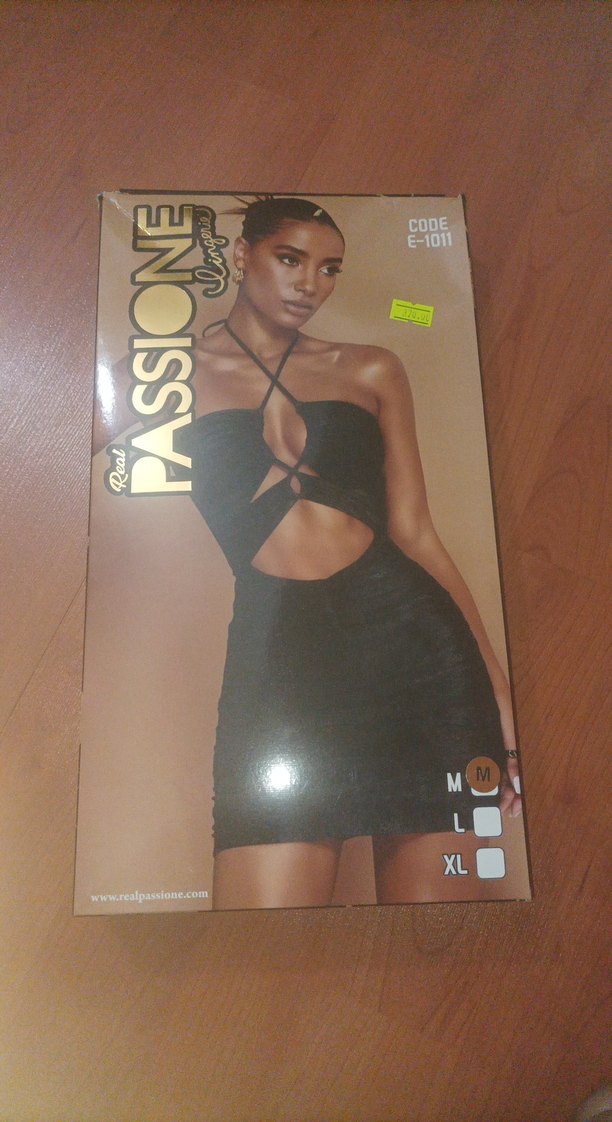 Real
PASSIONE
Lingerie
CODE
E-1011
M M
L
XL
www.realpassione.com